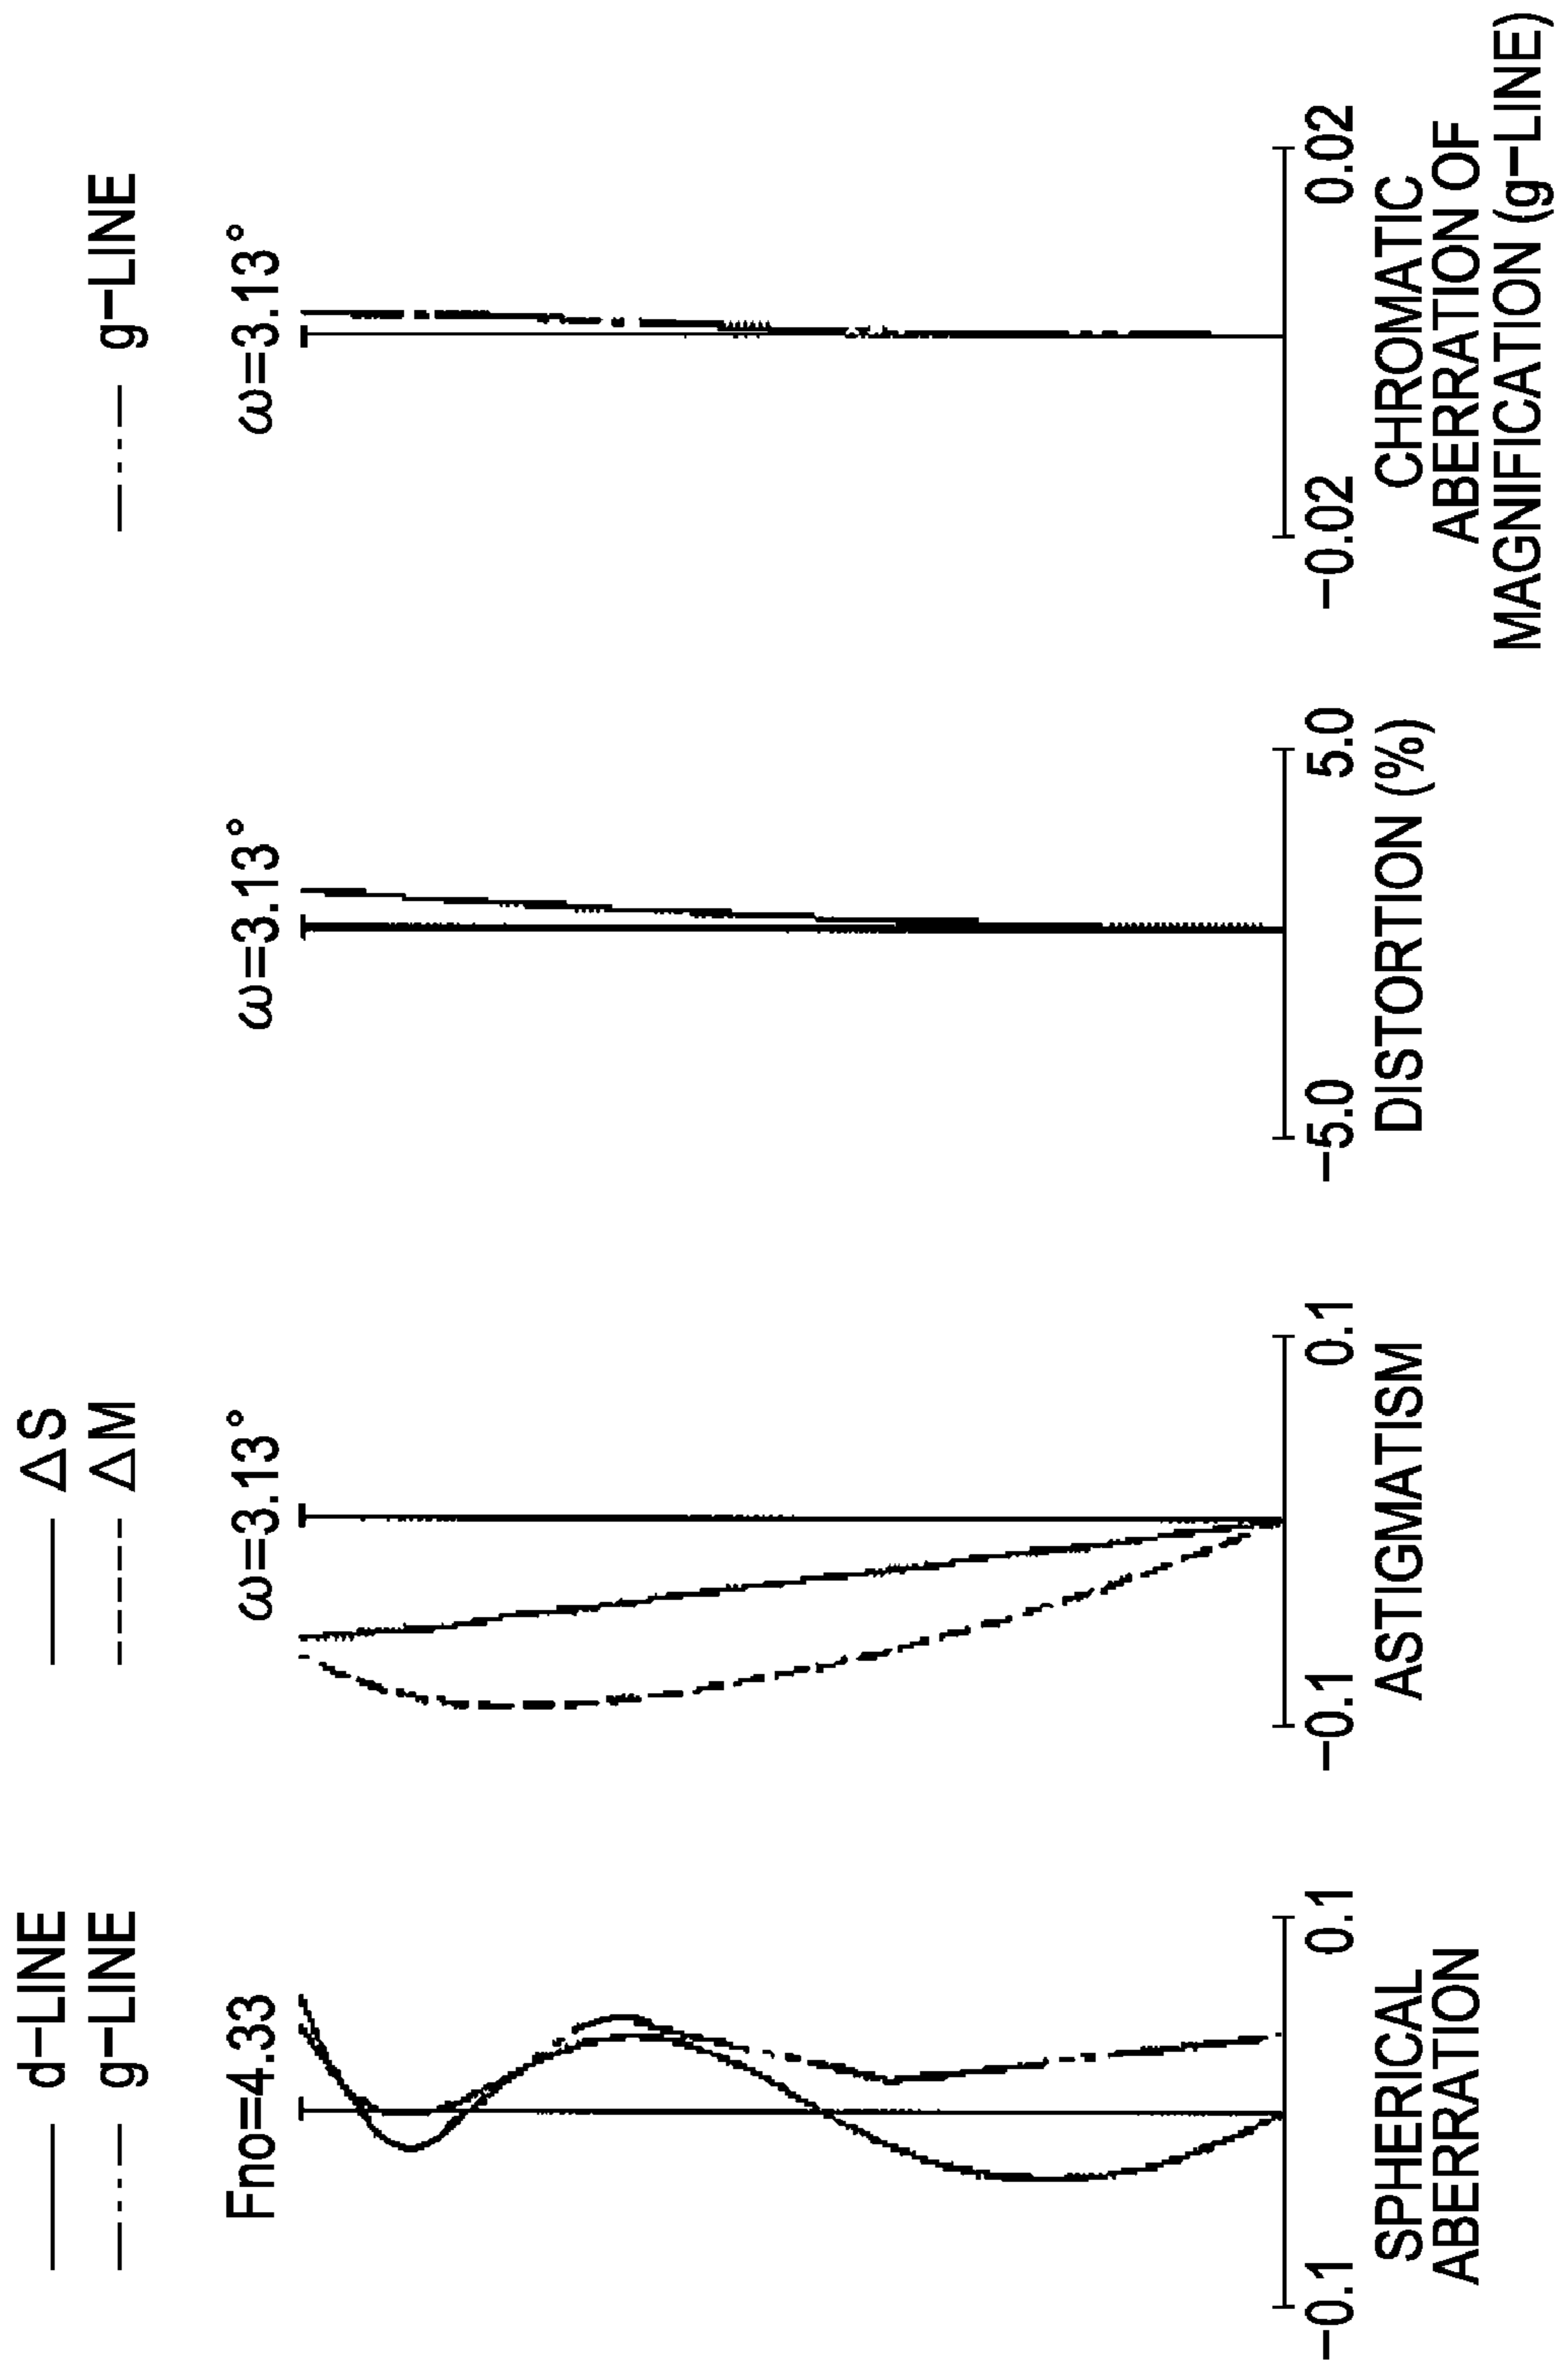 d-LINE
g-LINE
Fno=4.33
-0.1
0.1
SPHERICAL
ABERRATION
ΔS
ΔM
ω=3.13°
-0.1
0.1
ASTIGMATISM
ω=3.13°
-5.0
5.0
DISTORTION (%)
g-LINE
ω=3.13°
-0.02
0.02
CHROMATIC
ABERRATION OF
MAGNIFICATION (g-LINE)